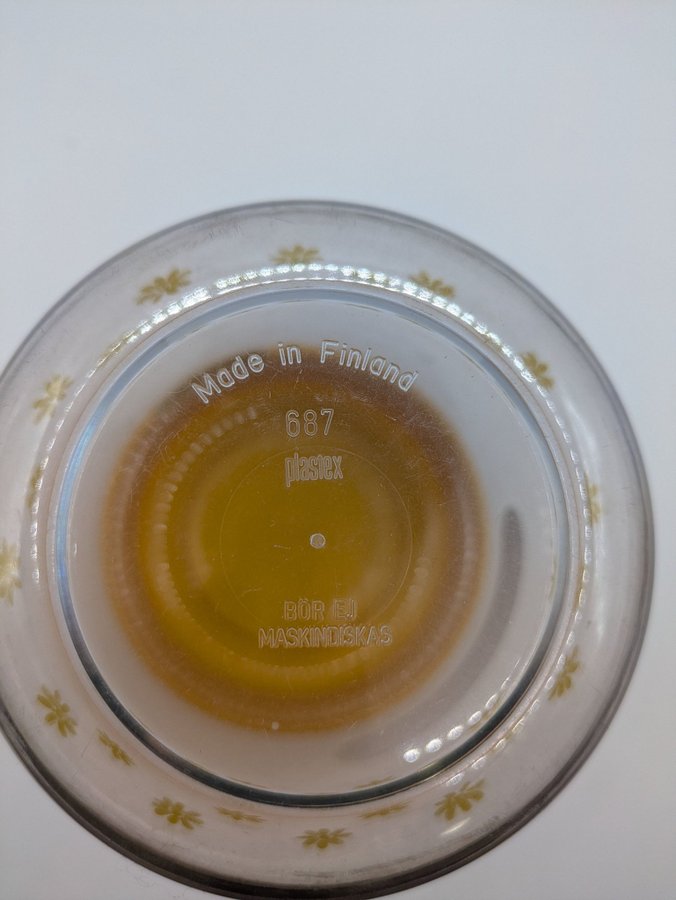 Made in Finland
687
plastex
BÖR EJ
MASKINDISKAS